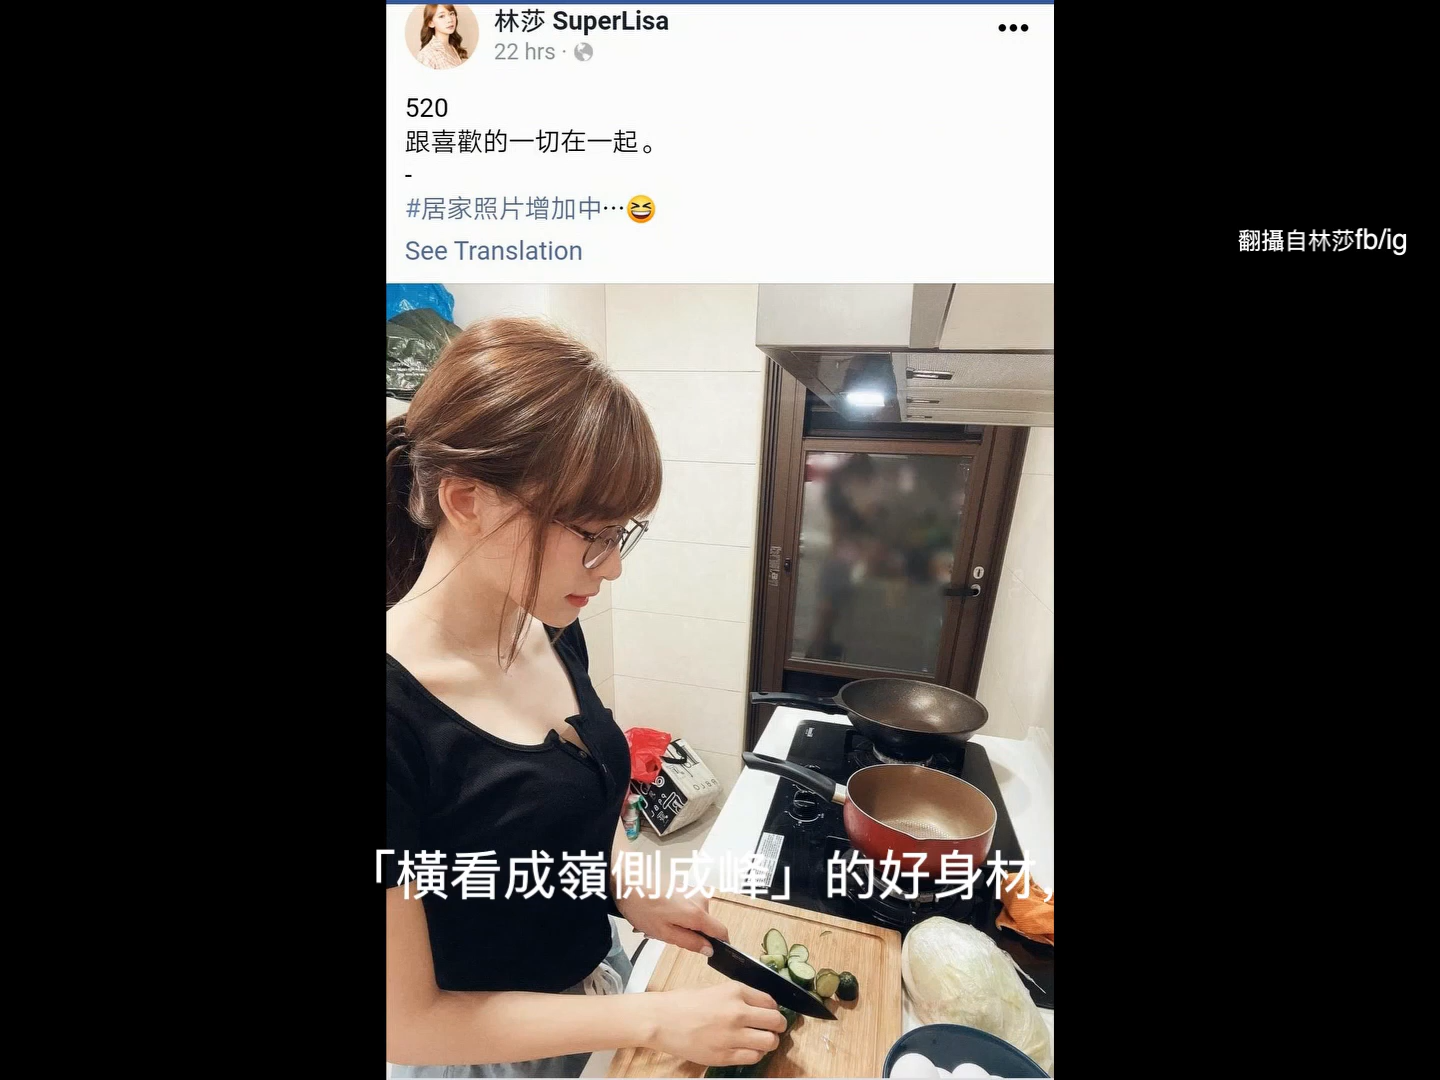 林莎 SuperLisa
22 hrs ·
520
跟喜歡的一切在一起。
-
#居家照片增加中…😆
See Translation
翻攝自林莎fb/ig
「橫看成嶺側成峰」的好身材,